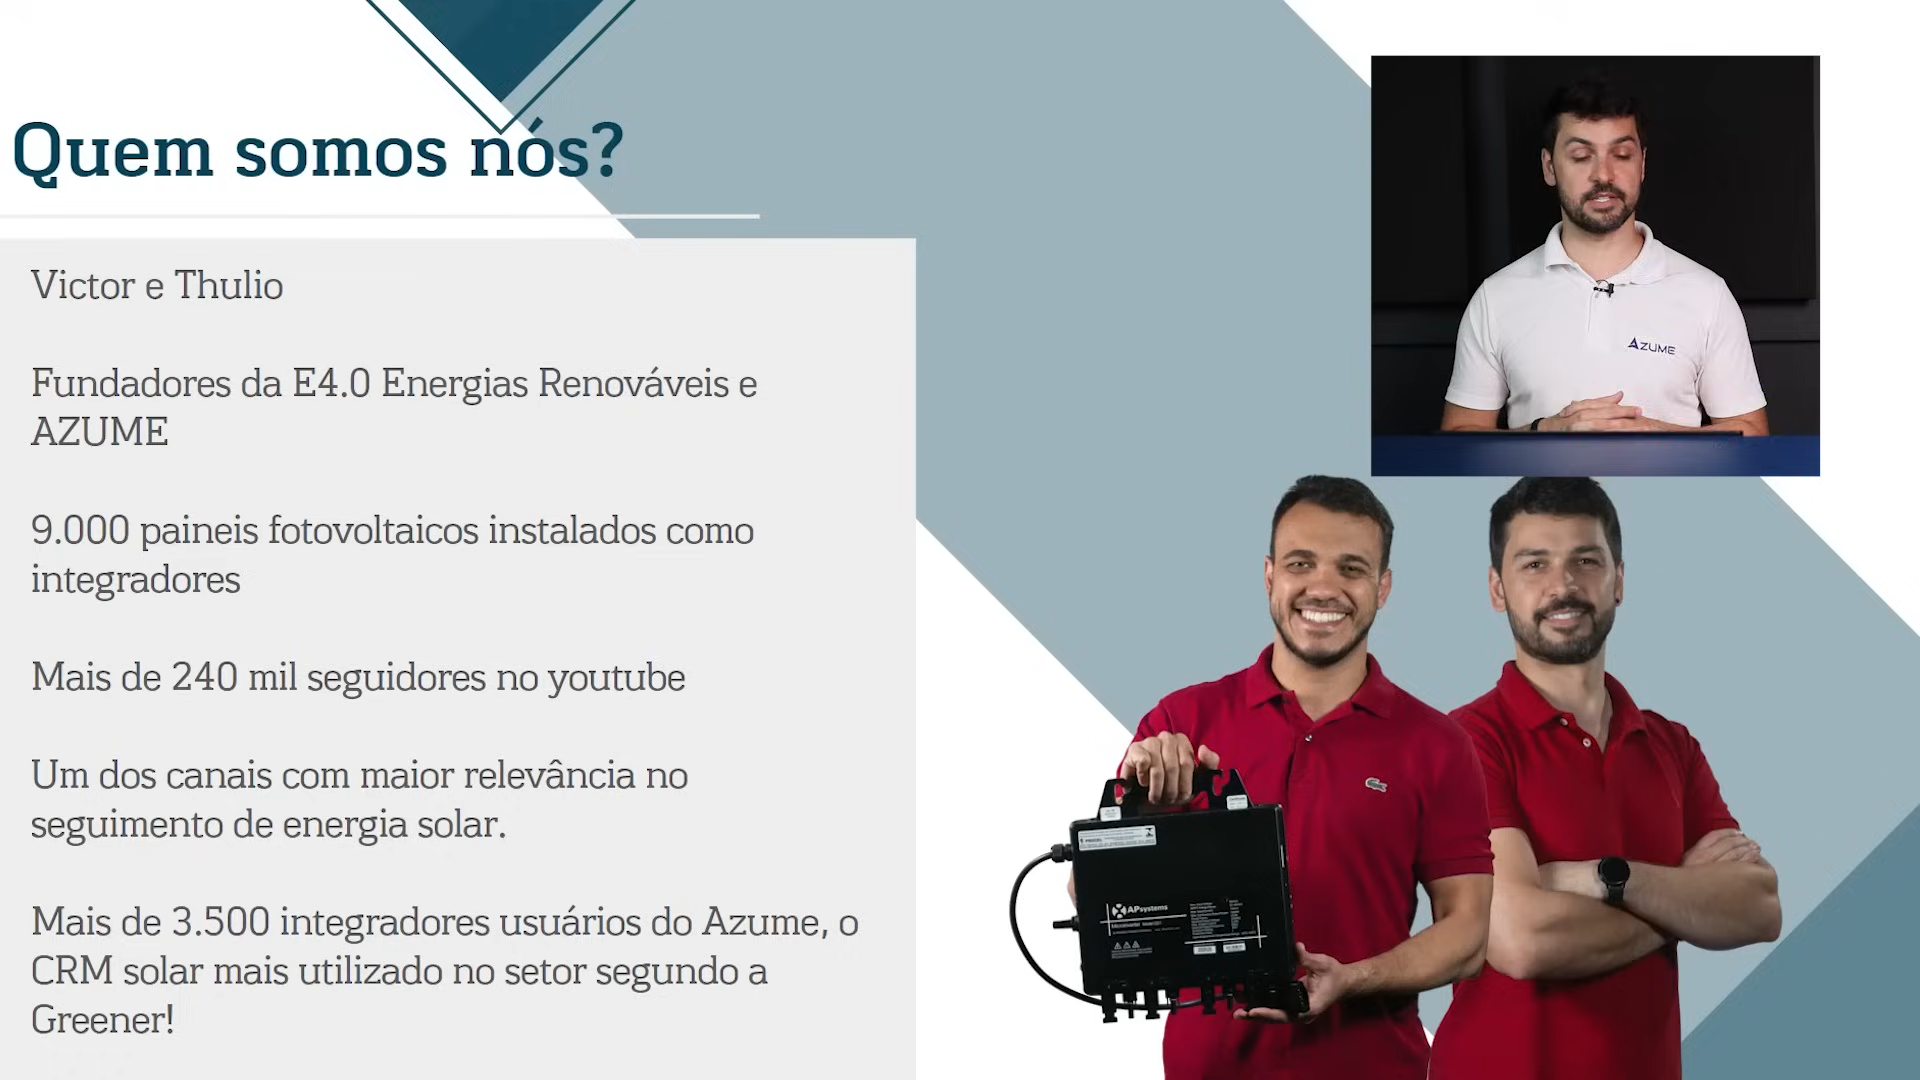 Quem somos nós?
Victor e Thulio
Fundadores da E4.0 Energias Renováveis e
AZUME
9.000 paineis fotovoltaicos instalados como
integradores
Mais de 240 mil seguidores no youtube
Um dos canais com maior relevância no
seguimento de energia solar.
Mais de 3.500 integradores usuários do Azume, o
CRM solar mais utilizado no setor segundo a
Greener!
AZUME
APsystems
Microinversor